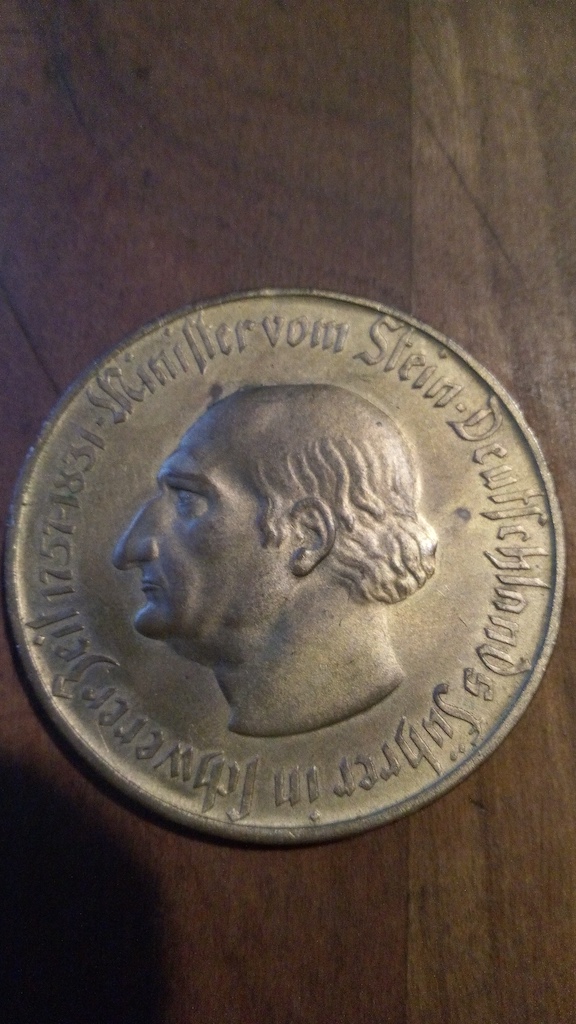 Minister vom Stein · Deutschlands Führer in schwerer Zeit 1757-1831 ·